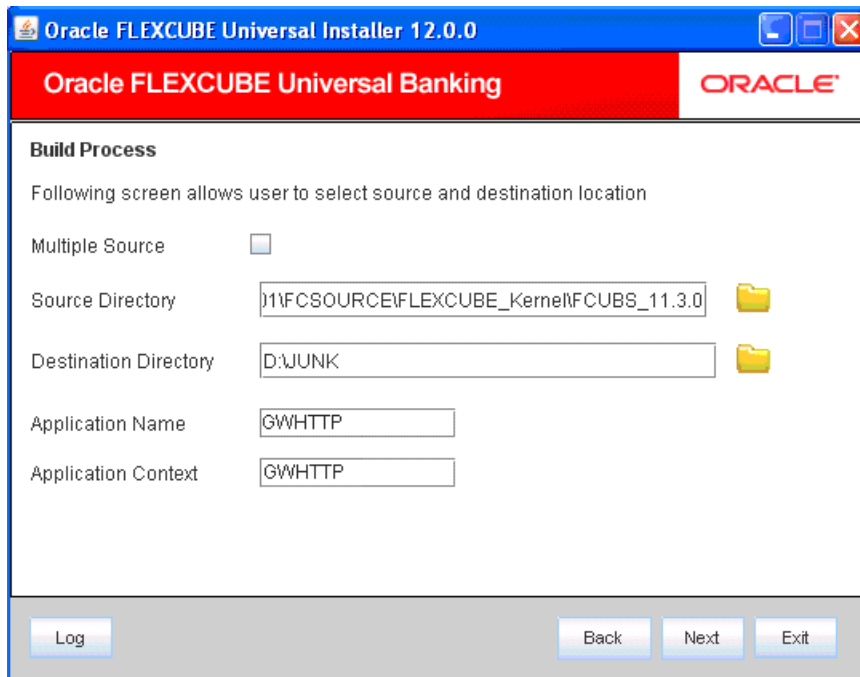 Oracle FLEXCUBE Universal Installer 12.0.0
Oracle FLEXCUBE Universal Banking
ORACLE
Build Process
Following screen allows user to select source and destination location
Multiple Source
Source Directory
)1\FCSOURCE\FLEXCUBE_Kernel\FCUBS_11.3.0
Destination Directory
D:\JUNK
Application Name
GWHTTP
Application Context
GWHTTP
Log
Back
Next
Exit